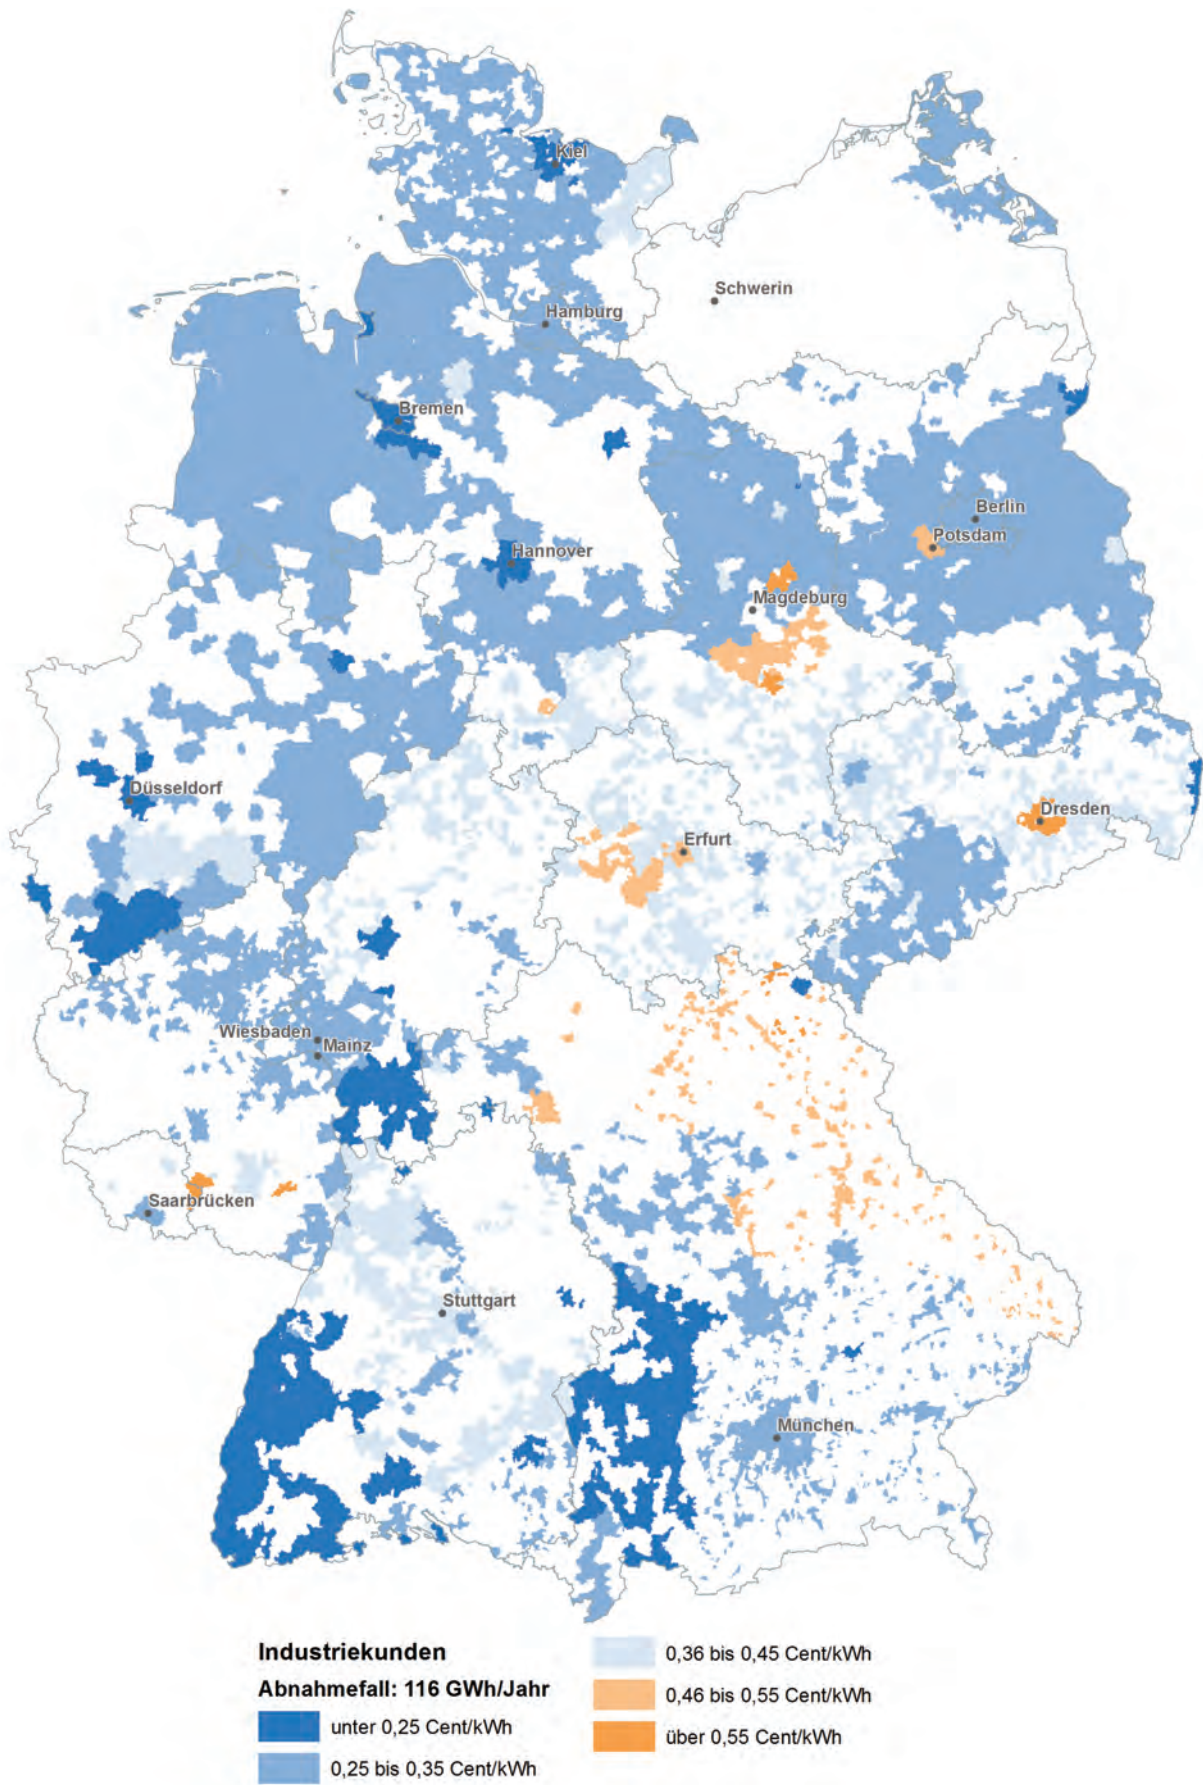 Kiel
Schwerin
Hamburg
Bremen
Berlin
Potsdam
Hannover
Magdeburg
Düsseldorf
Dresden
Erfurt
Wiesbaden
Mainz
Saarbrücken
Stuttgart
München
Industriekunden
Abnahmefall: 116 GWh/Jahr
unter 0,25 Cent/kWh
0,25 bis 0,35 Cent/kWh
0,36 bis 0,45 Cent/kWh
0,46 bis 0,55 Cent/kWh
über 0,55 Cent/kWh